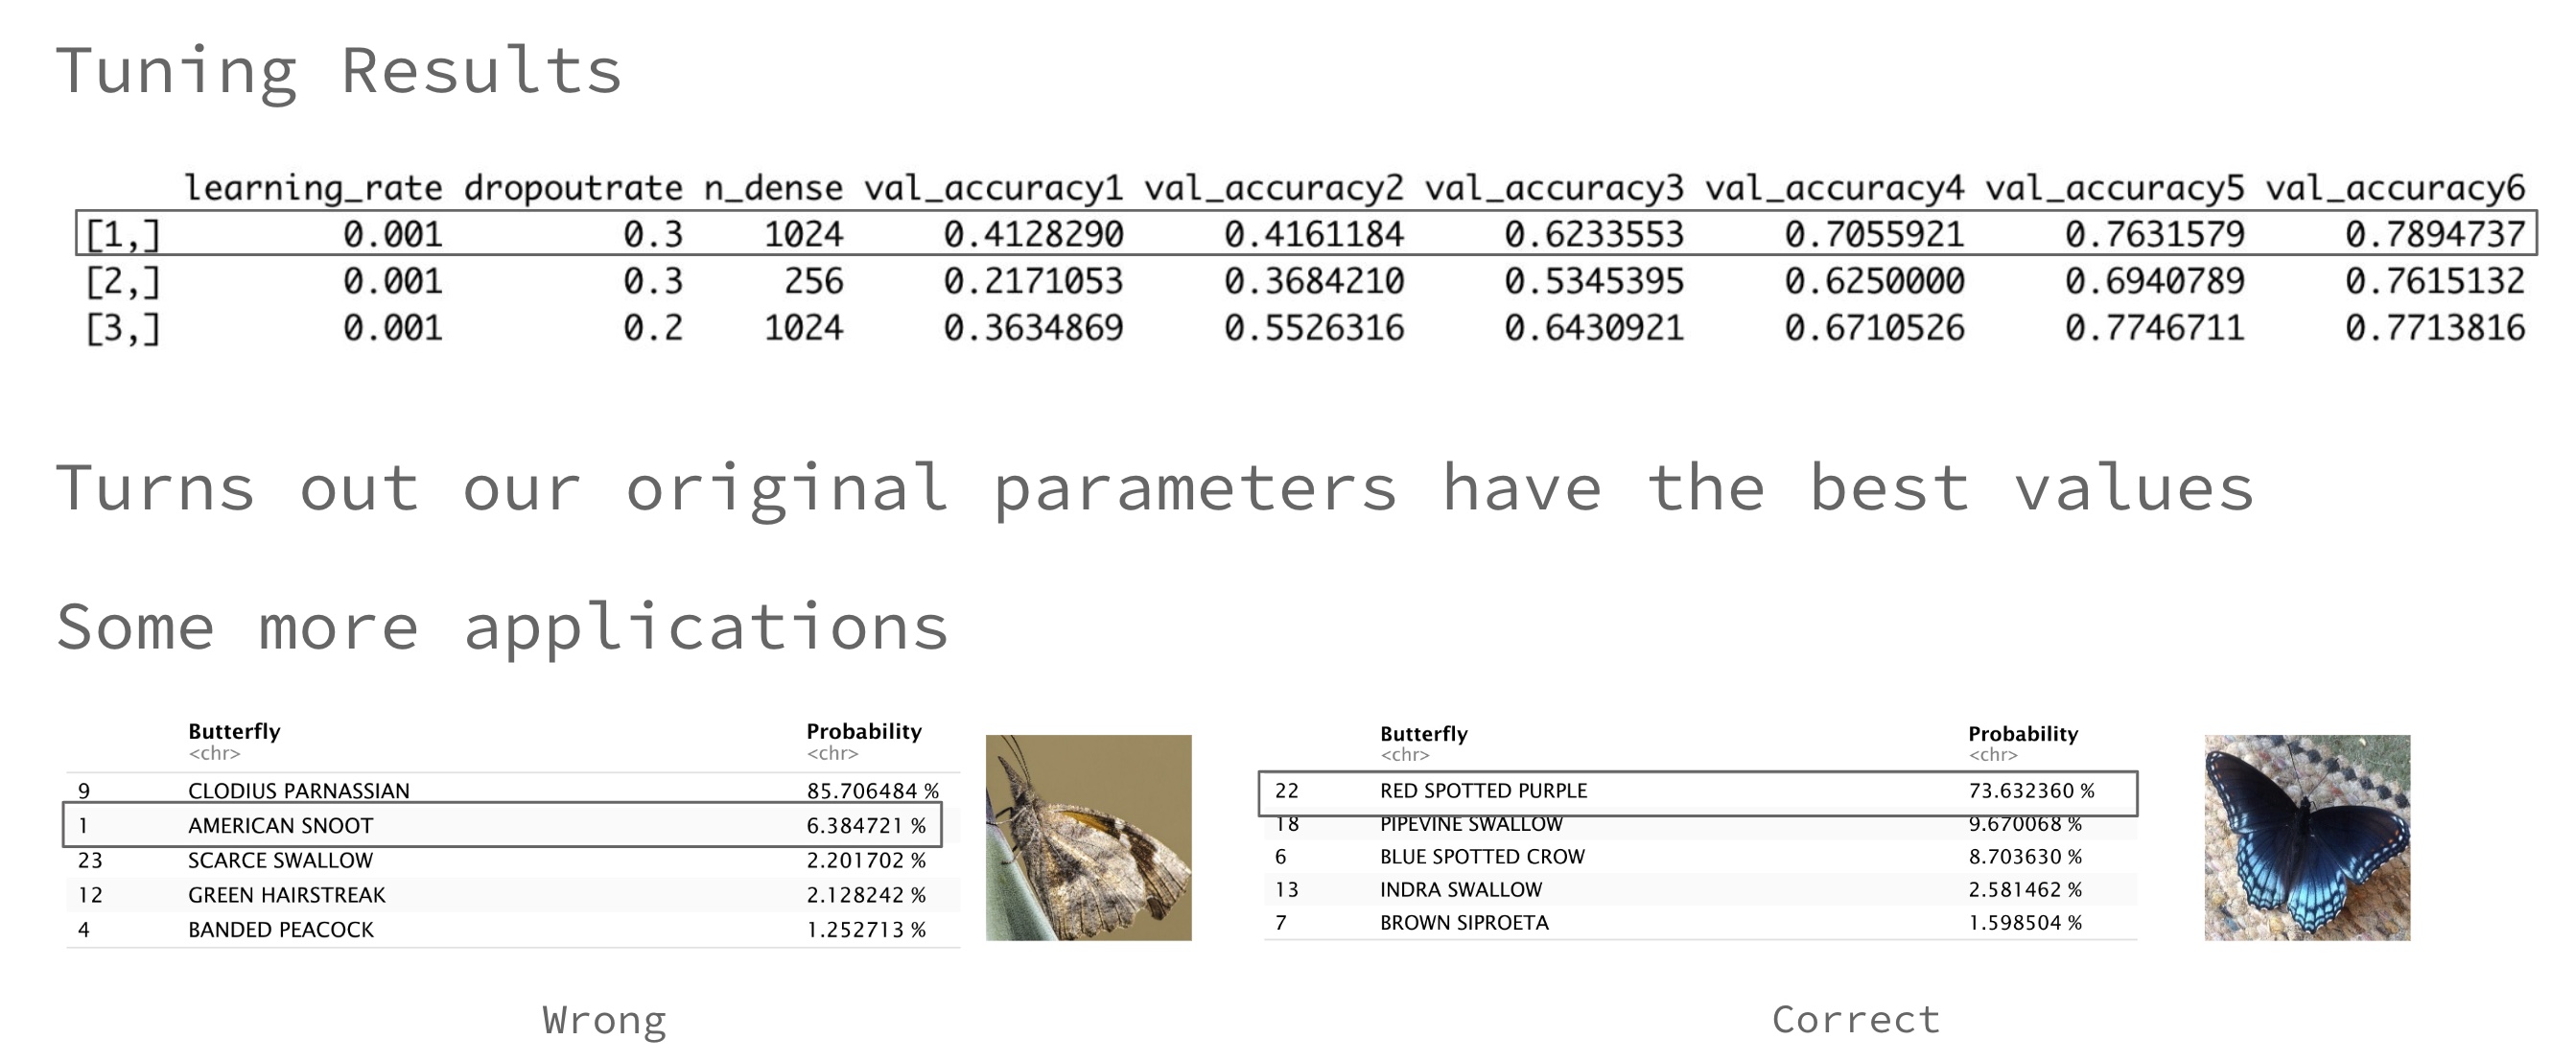 Tuning Results
learning_rate dropoutrate n_dense val_accuracy1 val_accuracy2 val_accuracy3 val_accuracy4 val_accuracy5 val_accuracy6
[1,] 0.001 0.3 1024 0.4128290 0.4161184 0.6233553 0.7055921 0.7631579 0.7894737
[2,] 0.001 0.3 256 0.2171053 0.3684210 0.5345395 0.6250000 0.6940789 0.7615132
[3,] 0.001 0.2 1024 0.3634869 0.5526316 0.6430921 0.6710526 0.7746711 0.7713816
Turns out our original parameters have the best values
Some more applications
Butterfly Probability
<chr> <chr>
9 CLODIUS PARNASSIAN 85.706484 %
1 AMERICAN SNOOT 6.384721 %
23 SCARCE SWALLOW 2.201702 %
12 GREEN HAIRSTREAK 2.128242 %
4 BANDED PEACOCK 1.252713 %
Wrong
Butterfly Probability
<chr> <chr>
22 RED SPOTTED PURPLE 73.632360 %
18 PIPEVINE SWALLOW 9.670068 %
6 BLUE SPOTTED CROW 8.703630 %
13 INDRA SWALLOW 2.581462 %
7 BROWN SIPROETA 1.598504 %
Correct